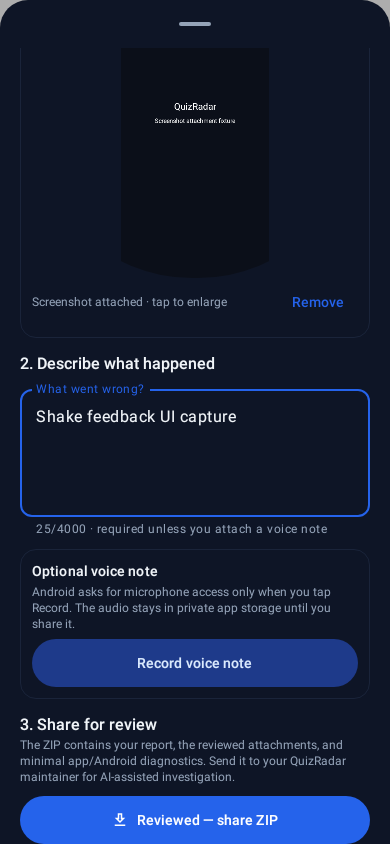 QuizRadar
Screenshot attachment fixture
Screenshot attached · tap to enlarge
Remove
2. Describe what happened
What went wrong?
Shake feedback UI capture
25/4000 · required unless you attach a voice note
Optional voice note
Android asks for microphone access only when you tap
Record. The audio stays in private app storage until you
share it.
Record voice note
3. Share for review
The ZIP contains your report, the reviewed attachments, and
minimal app/Android diagnostics. Send it to your QuizRadar
maintainer for AI-assisted investigation.
Reviewed — share ZIP